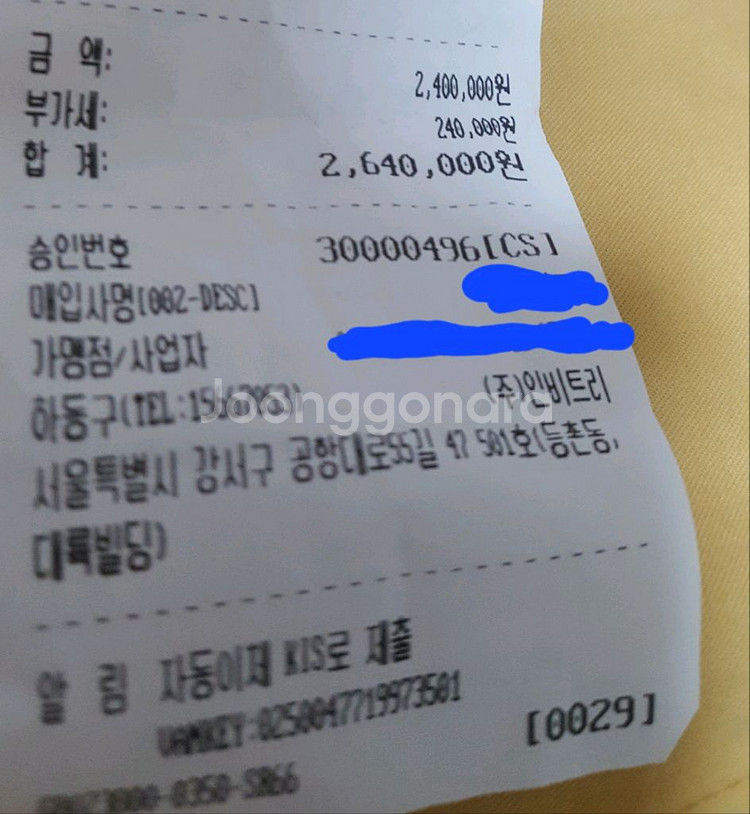 금 액: 2,400,000원
부가세: 240,000원
합 계: 2,640,000원
승인번호 30000496[CS]
매입사명[002-DESC]
가맹점/사업자
(주)인비트리
하동구(TEL:
Joonggonara
서울특별시 강서구 공항대로55길 47 501호(등촌동,
대륙빌딩)
알 림 자동이체 KIS로 제출
VANKEY:0250047719973501
[0029]